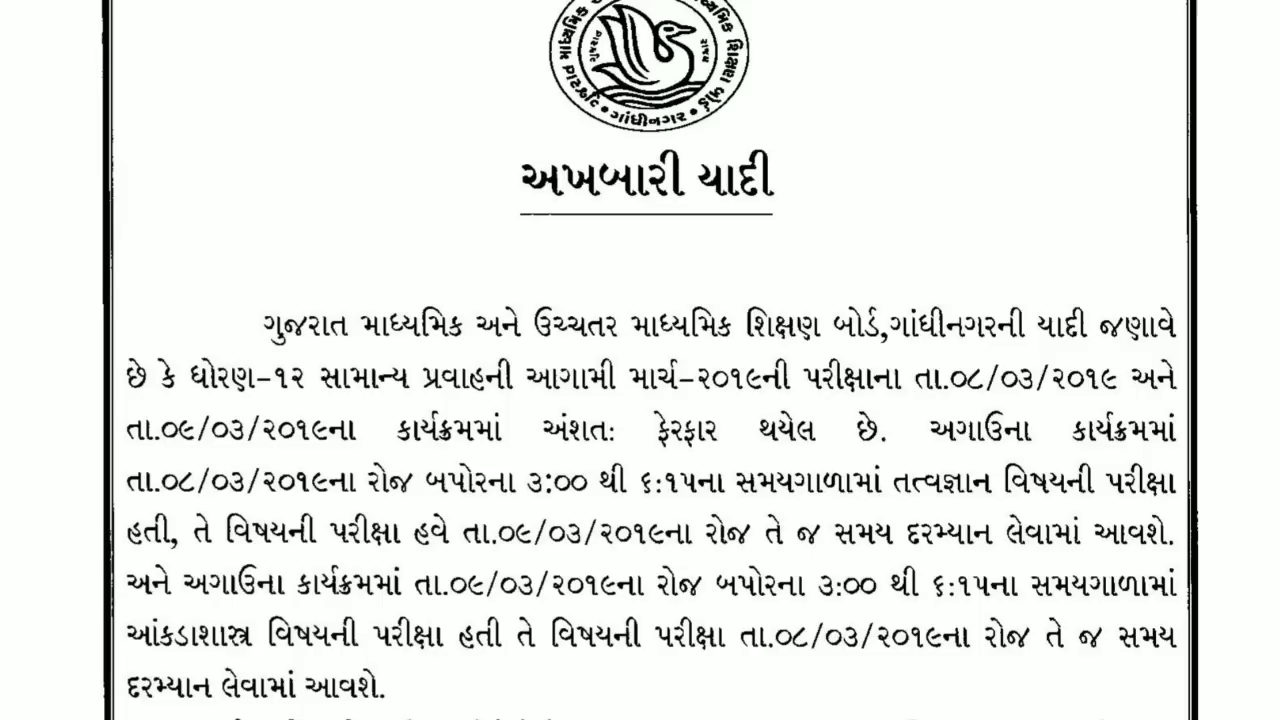 ગાંધીનગર
અખબારી યાદી
ગુજરાત માધ્યમિક અને ઉચ્ચતર માધ્યમિક શિક્ષણ બોર્ડ,ગાંધીનગરની યાદી જણાવે
છે કે ધોરણ-૧૨ સામાન્ય પ્રવાહની આગામી માર્ચ-૨૦૧૯ની પરીક્ષાના તા.૦૮/૦૩/૨૦૧૯ અને
તા.૦૯/૦૩/૨૦૧૯ના કાર્યક્રમમાં અંશત: ફેરફાર થયેલ છે. અગાઉના કાર્યક્રમમાં
તા.૦૮/૦૩/૨૦૧૯ના રોજ બપોરના ૩:૦૦ થી ૬:૧૫ના સમયગાળામાં તત્વજ્ઞાન વિષયની પરીક્ષા
હતી, તે વિષયની પરીક્ષા હવે તા.૦૯/૦૩/૨૦૧૯ના રોજ તે જ સમય દરમ્યાન લેવામાં આવશે.
અને અગાઉના કાર્યક્રમમાં તા.૦૯/૦૩/૨૦૧૯ના રોજ બપોરના ૩:૦૦ થી ૬:૧૫ના સમયગાળામાં
આંકડાશાસ્ત્ર વિષયની પરીક્ષા હતી તે વિષયની પરીક્ષા તા.૦૮/૦૩/૨૦૧૯ના રોજ તે જ સમય
દરમ્યાન લેવામાં આવશે.